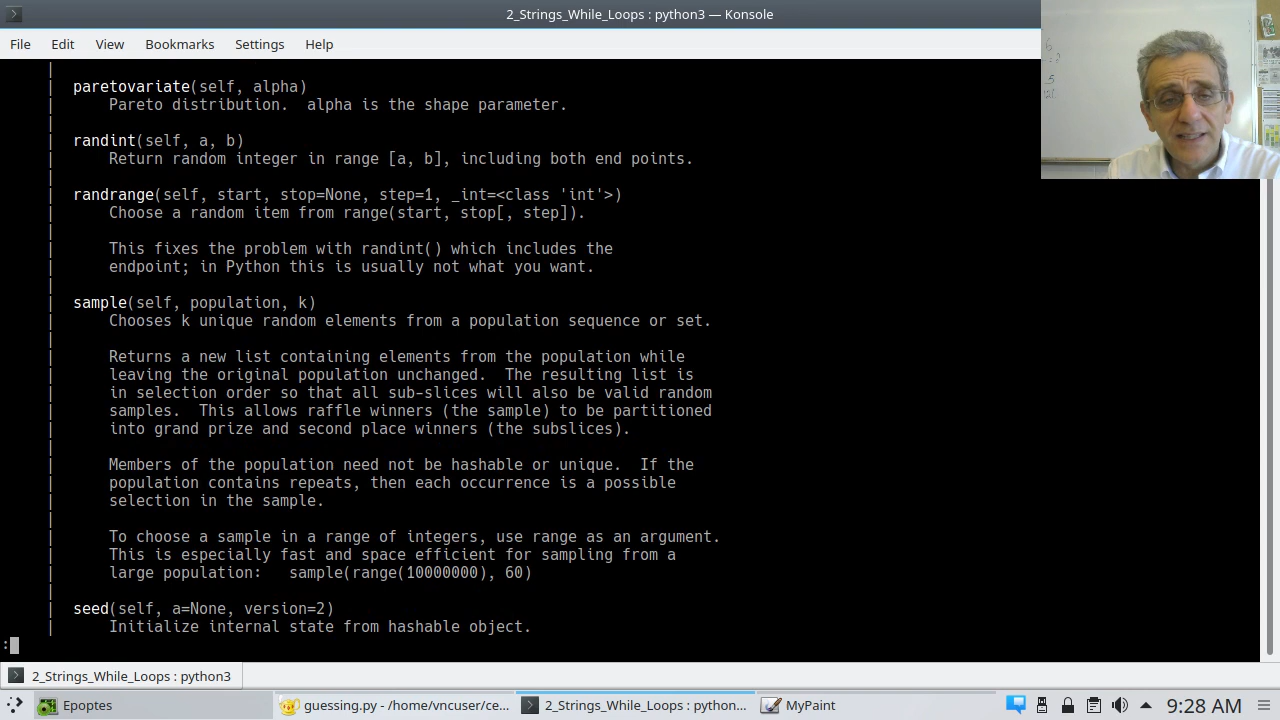 2_Strings_While_Loops : python3 — Konsole
File Edit View Bookmarks Settings Help
|
| paretovariate(self, alpha)
| Pareto distribution. alpha is the shape parameter.
|
| randint(self, a, b)
| Return random integer in range [a, b], including both end points.
|
| randrange(self, start, stop=None, step=1, _int=<class 'int'>)
| Choose a random item from range(start, stop[, step]).
|
| This fixes the problem with randint() which includes the
| endpoint; in Python this is usually not what you want.
|
| sample(self, population, k)
| Chooses k unique random elements from a population sequence or set.
|
| Returns a new list containing elements from the population while
| leaving the original population unchanged. The resulting list is
| in selection order so that all sub-slices will also be valid random
| samples. This allows raffle winners (the sample) to be partitioned
| into grand prize and second place winners (the subslices).
|
| Members of the population need not be hashable or unique. If the
| population contains repeats, then each occurrence is a possible
| selection in the sample.
|
| To choose a sample in a range of integers, use range as an argument.
| This is especially fast and space efficient for sampling from a
| large population: sample(range(10000000), 60)
|
| seed(self, a=None, version=2)
| Initialize internal state from hashable object.
:
2_Strings_While_Loops : python3
Epoptes guessing.py - /home/vncuser/ce... 2_Strings_While_Loops : python... MyPaint 9:28 AM